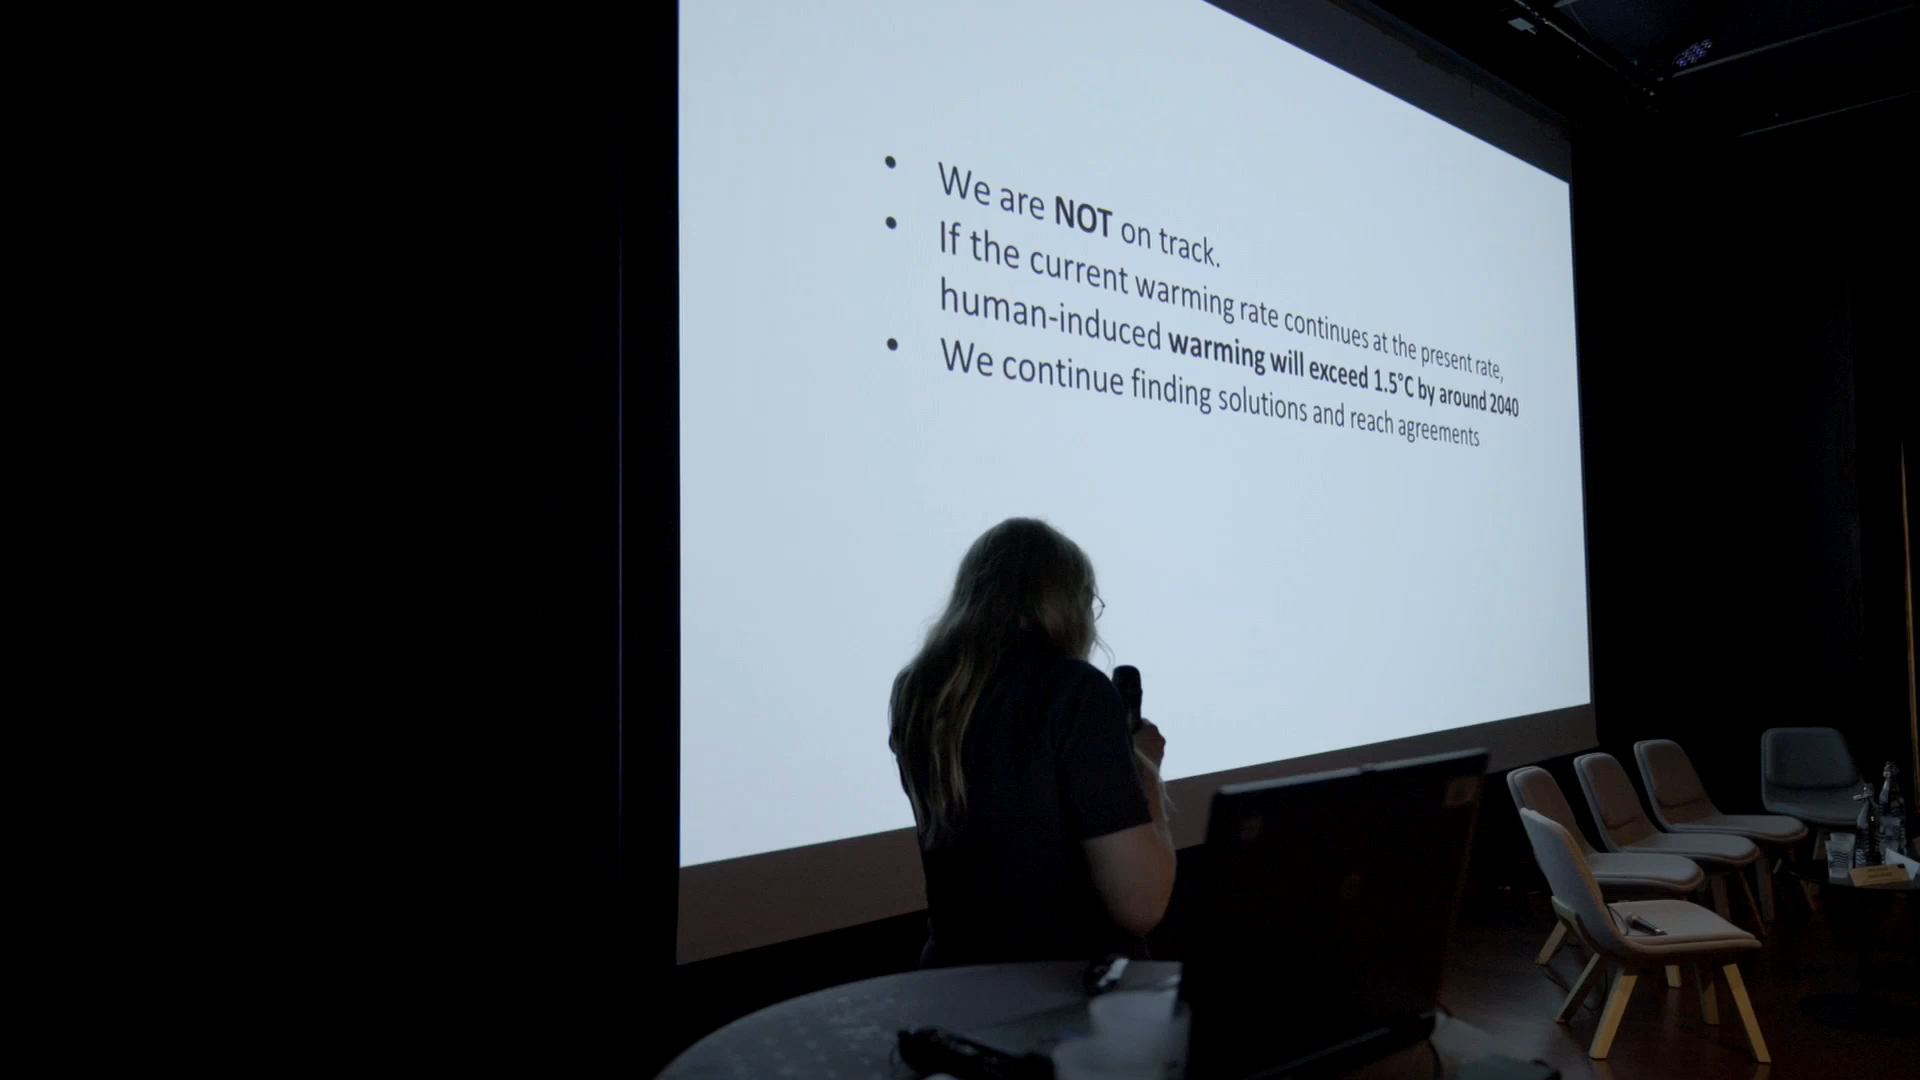 • We are NOT on track.
• If the current warming rate continues at the present rate,
human-induced warming will exceed 1.5°C by around 2040
• We continue finding solutions and reach agreements